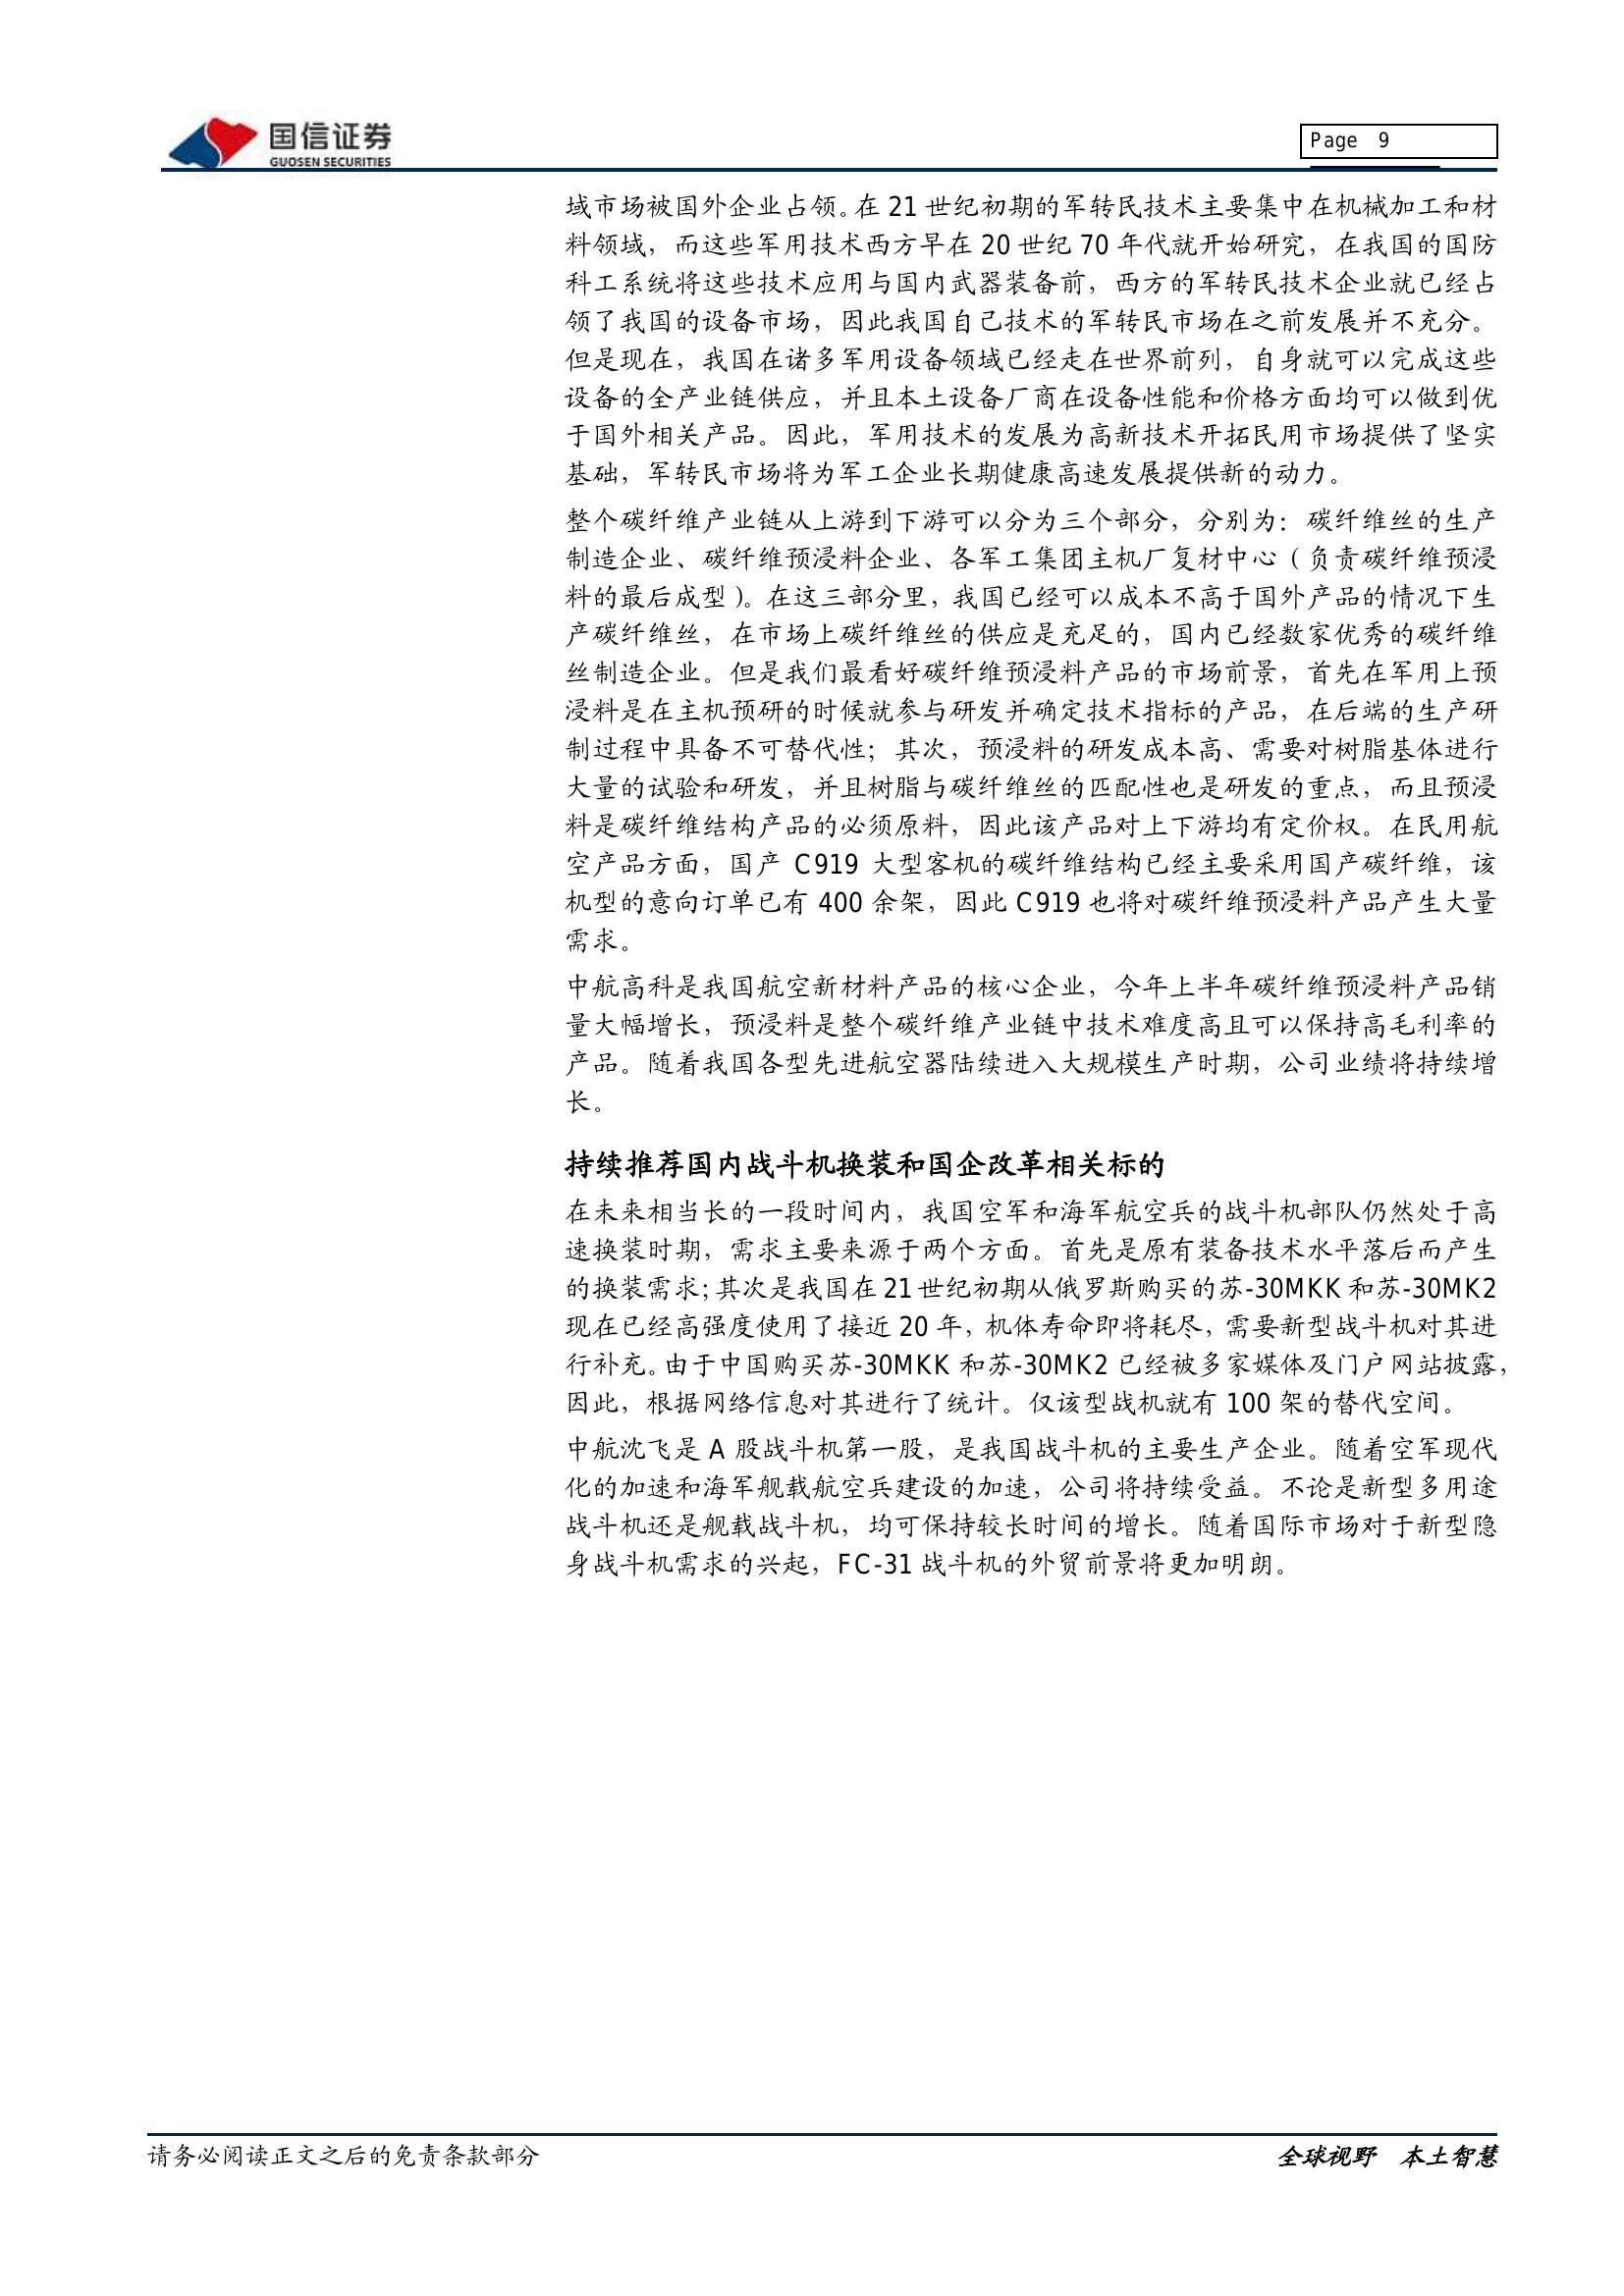 国信证券
GUOSEN SECURITIES
Page 9
域市场被国外企业占领。在 21 世纪初期的军转民技术主要集中在机械加工和材
料领域，而这些军用技术西方早在 20 世纪 70 年代就开始研究，在我国的国防
科工系统将这些技术应用与国内武器装备前，西方的军转民技术企业就已经占
领了我国的设备市场，因此我国自己技术的军转民市场在之前发展并不充分。
但是现在，我国在诸多军用设备领域已经走在世界前列，自身就可以完成这些
设备的全产业链供应，并且本土设备厂商在设备性能和价格方面均可以做到优
于国外相关产品。因此，军用技术的发展为高新技术开拓民用市场提供了坚实
基础，军转民市场将为军工企业长期健康高速发展提供新的动力。
整个碳纤维产业链从上游到下游可以分为三个部分，分别为：碳纤维丝的生产
制造企业、碳纤维预浸料企业、各军工集团主机厂复材中心（负责碳纤维预浸
料的最后成型）。在这三部分里，我国已经可以成本不高于国外产品的情况下生
产碳纤维丝，在市场上碳纤维丝的供应是充足的，国内已经数家优秀的碳纤维
丝制造企业。但是我们最看好碳纤维预浸料产品的市场前景，首先在军用上预
浸料是在主机预研的时候就参与研发并确定技术指标的产品，在后端的生产研
制过程中具备不可替代性；其次，预浸料的研发成本高、需要对树脂基体进行
大量的试验和研发，并且树脂与碳纤维丝的匹配性也是研发的重点，而且预浸
料是碳纤维结构产品的必须原料，因此该产品对上下游均有定价权。在民用航
空产品方面，国产 C919 大型客机的碳纤维结构已经主要采用国产碳纤维，该
机型的意向订单已有 400 余架，因此 C919 也将对碳纤维预浸料产品产生大量
需求。
中航高科是我国航空新材料产品的核心企业，今年上半年碳纤维预浸料产品销
量大幅增长，预浸料是整个碳纤维产业链中技术难度高且可以保持高毛利率的
产品。随着我国各型先进航空器陆续进入大规模生产时期，公司业绩将持续增
长。
持续推荐国内战斗机换装和国企改革相关标的
在未来相当长的一段时间内，我国空军和海军航空兵的战斗机部队仍然处于高
速换装时期，需求主要来源于两个方面。首先是原有装备技术水平落后而产生
的换装需求；其次是我国在 21 世纪初期从俄罗斯购买的苏-30MKK 和苏-30MK2
现在已经高强度使用了接近 20 年，机体寿命即将耗尽，需要新型战斗机对其进
行补充。由于中国购买苏-30MKK 和苏-30MK2 已经被多家媒体及门户网站披露，
因此，根据网络信息对其进行了统计。仅该型战机就有 100 架的替代空间。
中航沈飞是 A 股战斗机第一股，是我国战斗机的主要生产企业。随着空军现代
化的加速和海军舰载航空兵建设的加速，公司将持续受益。不论是新型多用途
战斗机还是舰载战斗机，均可保持较长时间的增长。随着国际市场对于新型隐
身战斗机需求的兴起，FC-31 战斗机的外贸前景将更加明朗。
请务必阅读正文之后的免责条款部分
全球视野 本土智慧